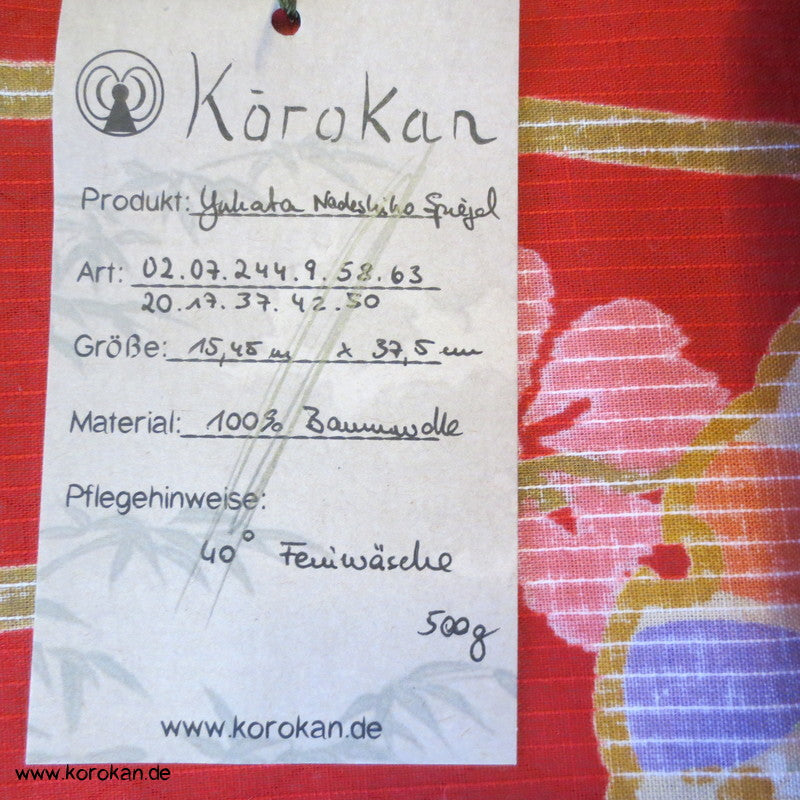 Kōrokan
Produkt: Yukata Nadeshiko Spiegel
Art: 02.07.244.9.58.63
20.17.37.42.50
Größe: 15,45 m x 37,5 cm
Material: 100% Baumwolle
Pflegehinweise:
40° Feinwäsche
500g
www.korokan.de
www.korokan.de